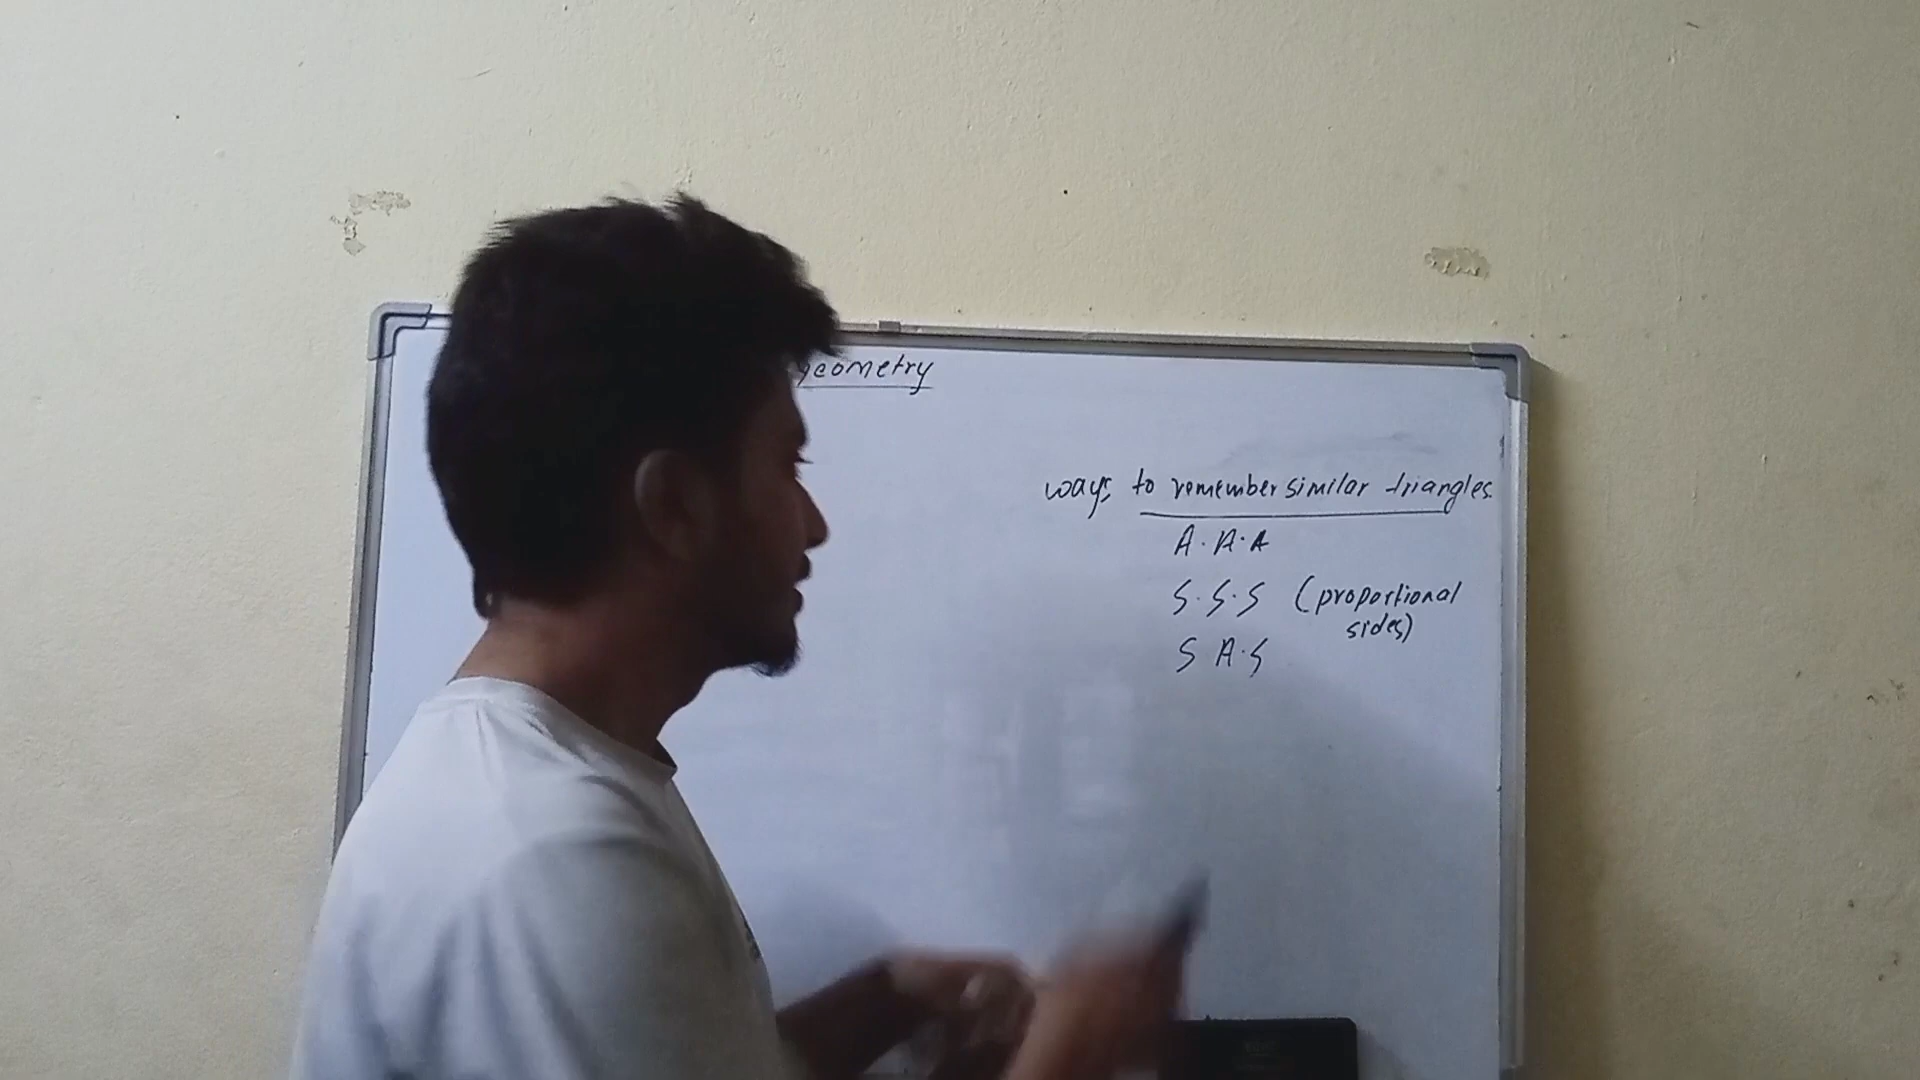 geometry
ways to remember similar triangles
A.A.A
S.S.S (proportional
sides)
S A.S